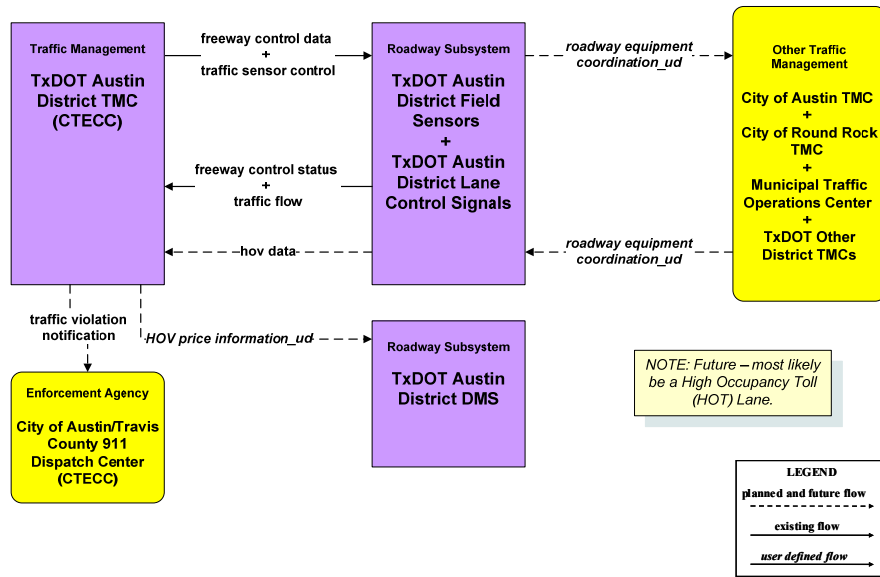 Traffic Management
TxDOT Austin
District TMC
(CTECC)
freeway control data
+
traffic sensor control
freeway control status
+
traffic flow
hov data
Roadway Subsystem
TxDOT Austin
District Field
Sensors
+
TxDOT Austin
District Lane
Control Signals
roadway equipment
coordination_ud
roadway equipment
coordination_ud
Other Traffic
Management
City of Austin TMC
+
City of Round Rock
TMC
+
Municipal Traffic
Operations Center
+
TxDOT Other
District TMCs
traffic violation
notification
HOV price information_ud
Enforcement Agency
City of Austin/Travis
County 911
Dispatch Center
(CTECC)
Roadway Subsystem
TxDOT Austin
District DMS
NOTE: Future – most likely
be a High Occupancy Toll
(HOT) Lane.
LEGEND
planned and future flow
existing flow
user defined flow